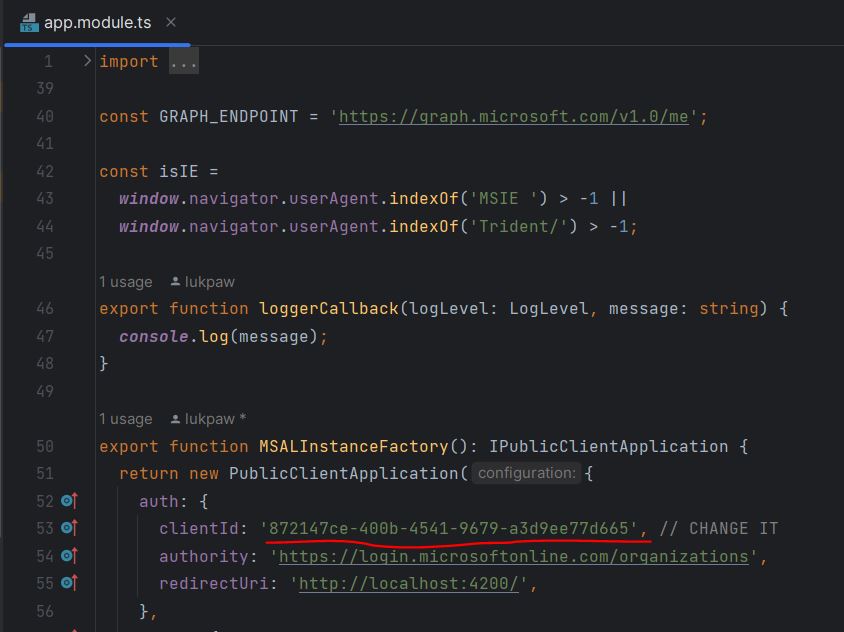 TS app.module.ts ×
1 > import ...
39
40 const GRAPH_ENDPOINT = 'https://graph.microsoft.com/v1.0/me';
41
42 const isIE =
43 window.navigator.userAgent.indexOf('MSIE ') > -1 ||
44 window.navigator.userAgent.indexOf('Trident/') > -1;
45
1 usage lukpaw
46 export function loggerCallback(logLevel: LogLevel, message: string) {
47 console.log(message);
48 }
49
1 usage lukpaw *
50 export function MSALInstanceFactory(): IPublicClientApplication {
51 return new PublicClientApplication( configuration: {
52 auth: {
53 clientId: '872147ce-400b-4541-9679-a3d9ee77d665', // CHANGE IT
54 authority: 'https://login.microsoftonline.com/organizations',
55 redirectUri: 'http://localhost:4200/',
56 },